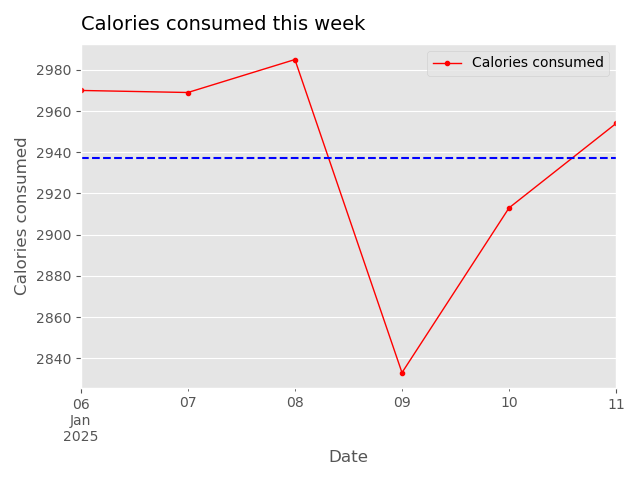 Calories consumed this week
Calories consumed
2980
2960
2940
2920
2900
2880
2860
2840
Calories consumed
06 07 08 09 10 11
Jan
2025
Date